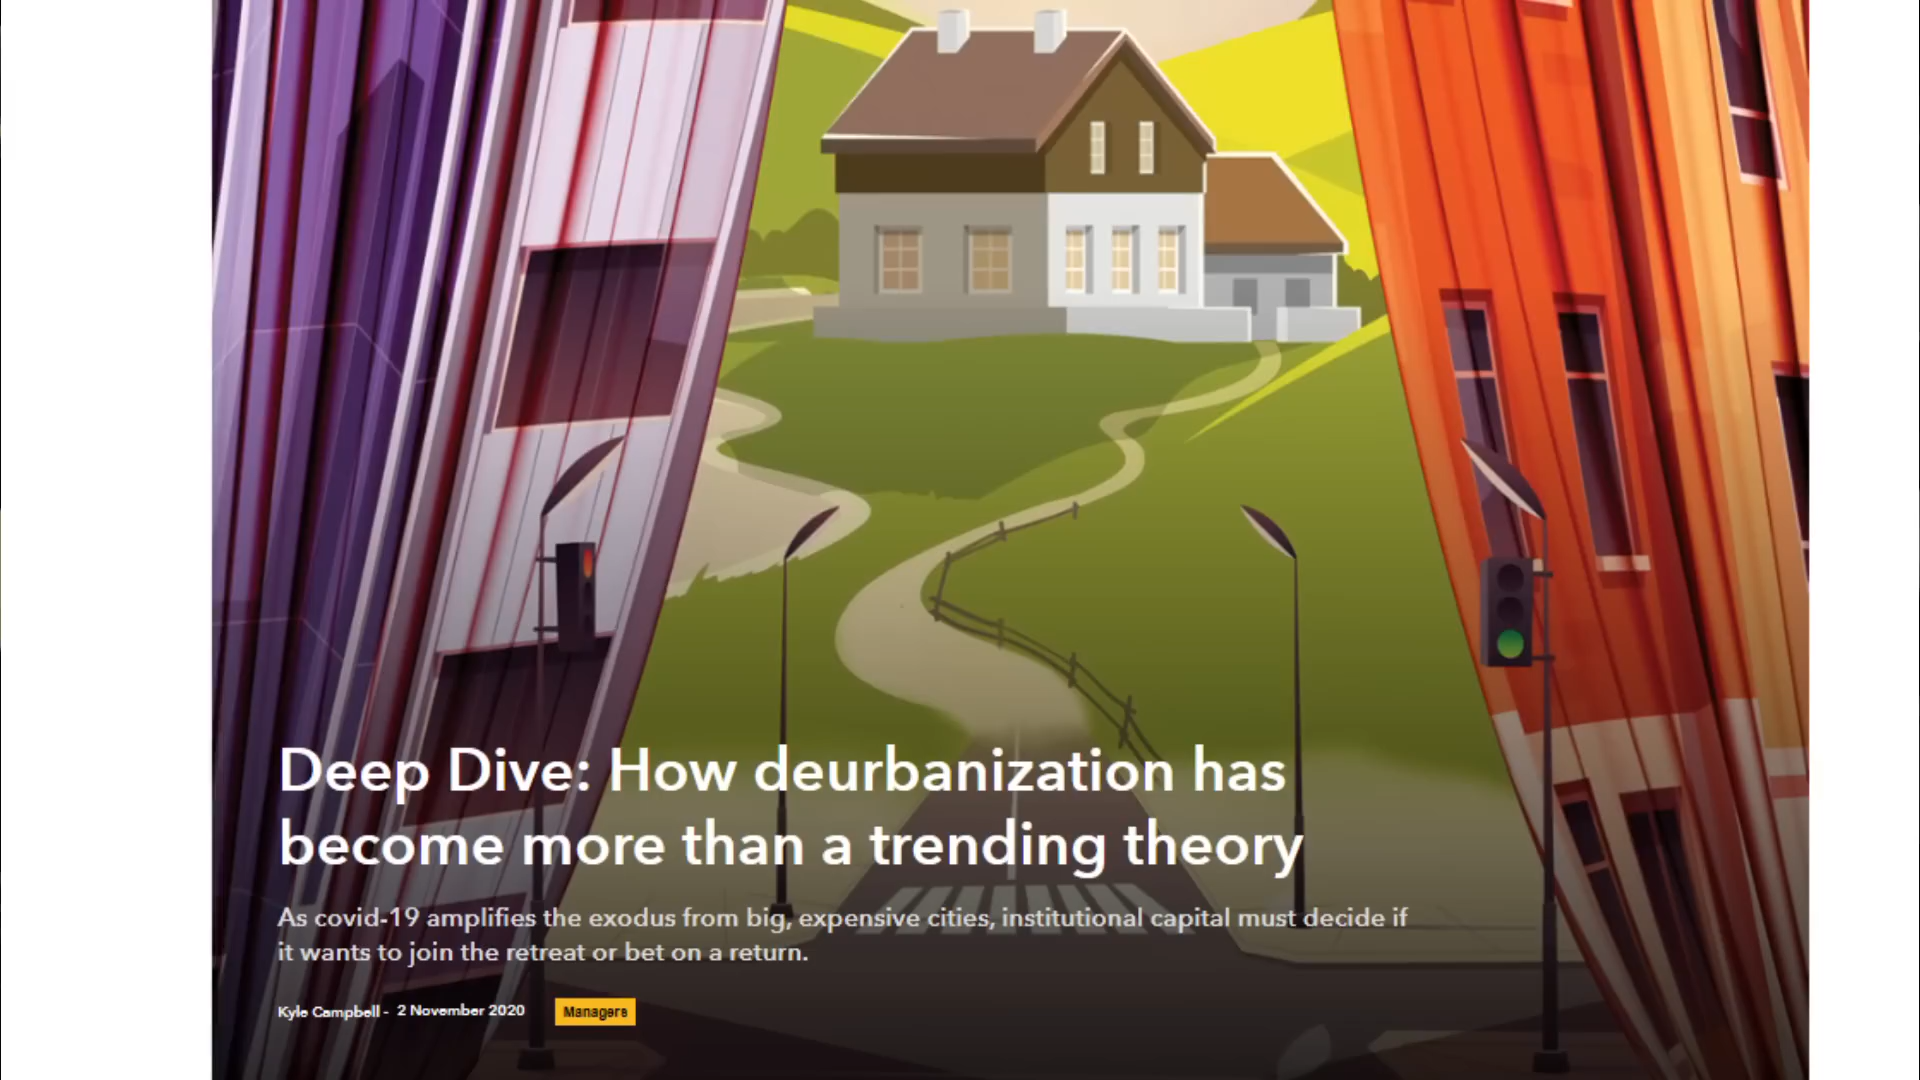 Deep Dive: How deurbanization has
become more than a trending theory
As covid-19 amplifies the exodus from big, expensive cities, institutional capital must decide if
it wants to join the retreat or bet on a return.
Kyle Campbell - 2 November 2020 Managers